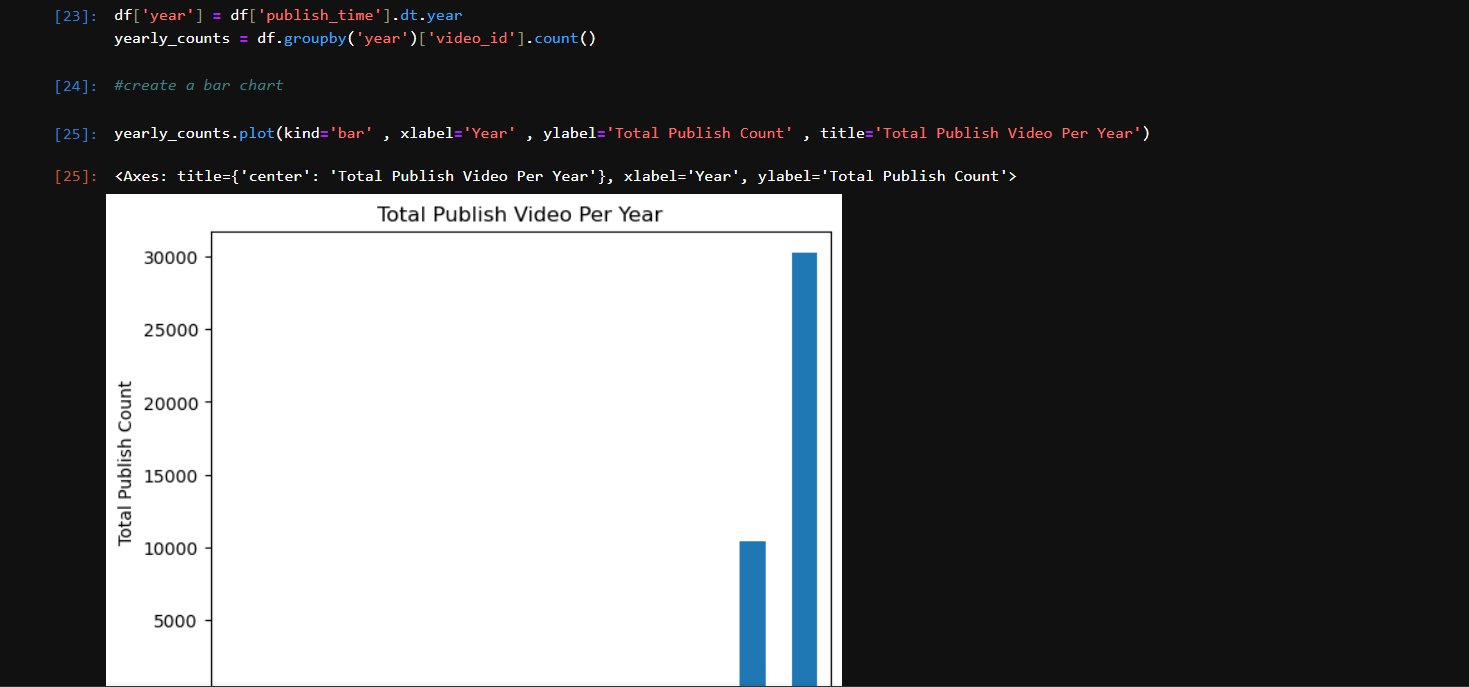 [23]: df['year'] = df['publish_time'].dt.year
yearly_counts = df.groupby('year')['video_id'].count()
[24]: #create a bar chart
[25]: yearly_counts.plot(kind='bar' , xlabel='Year' , ylabel='Total Publish Count' , title='Total Publish Video Per Year')
[25]: <Axes: title={'center': 'Total Publish Video Per Year'}, xlabel='Year', ylabel='Total Publish Count'>
Total Publish Video Per Year
30000
25000
20000
15000
10000
5000
Total Publish Count